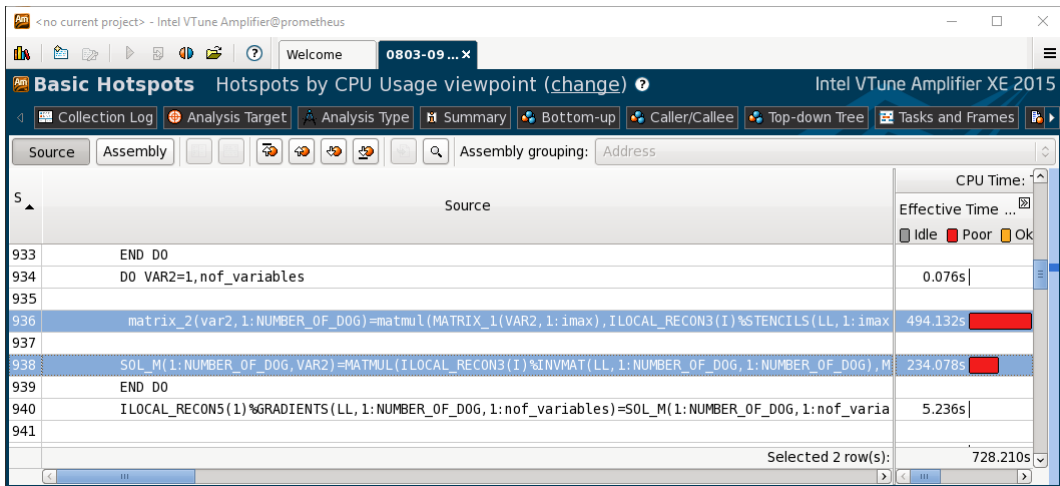 <no current project> - Intel VTune Amplifier@prometheus
Welcome 0803-09 ... x
Basic Hotspots Hotspots by CPU Usage viewpoint (change) Intel VTune Amplifier XE 2015
Collection Log Analysis Target Analysis Type Summary Bottom-up Caller/Callee Top-down Tree Tasks and Frames
Source Assembly Assembly grouping: Address
CPU Time:
S Source Effective Time ...
Idle Poor Ok
933 END DO
934 DO VAR2=1,nof_variables 0.076s
935
936 matrix_2(var2,1:NUMBER_OF_DOG)=matmul(MATRIX_1(VAR2,1:imax),ILOCAL_RECON3(I)%STENCILS(LL,1:imax 494.132s
937
938 SOL_M(1:NUMBER_OF_DOG,VAR2)=MATMUL(ILOCAL_RECON3(I)%INVMAT(LL,1:NUMBER_OF_DOG,1:NUMBER_OF_DOG),M 234.078s
939 END DO
940 ILOCAL_RECON5(1)%GRADIENTS(LL,1:NUMBER_OF_DOG,1:nof_variables)=SOL_M(1:NUMBER_OF_DOG,1:nof_varia 5.236s
941
Selected 2 row(s): 728.210s